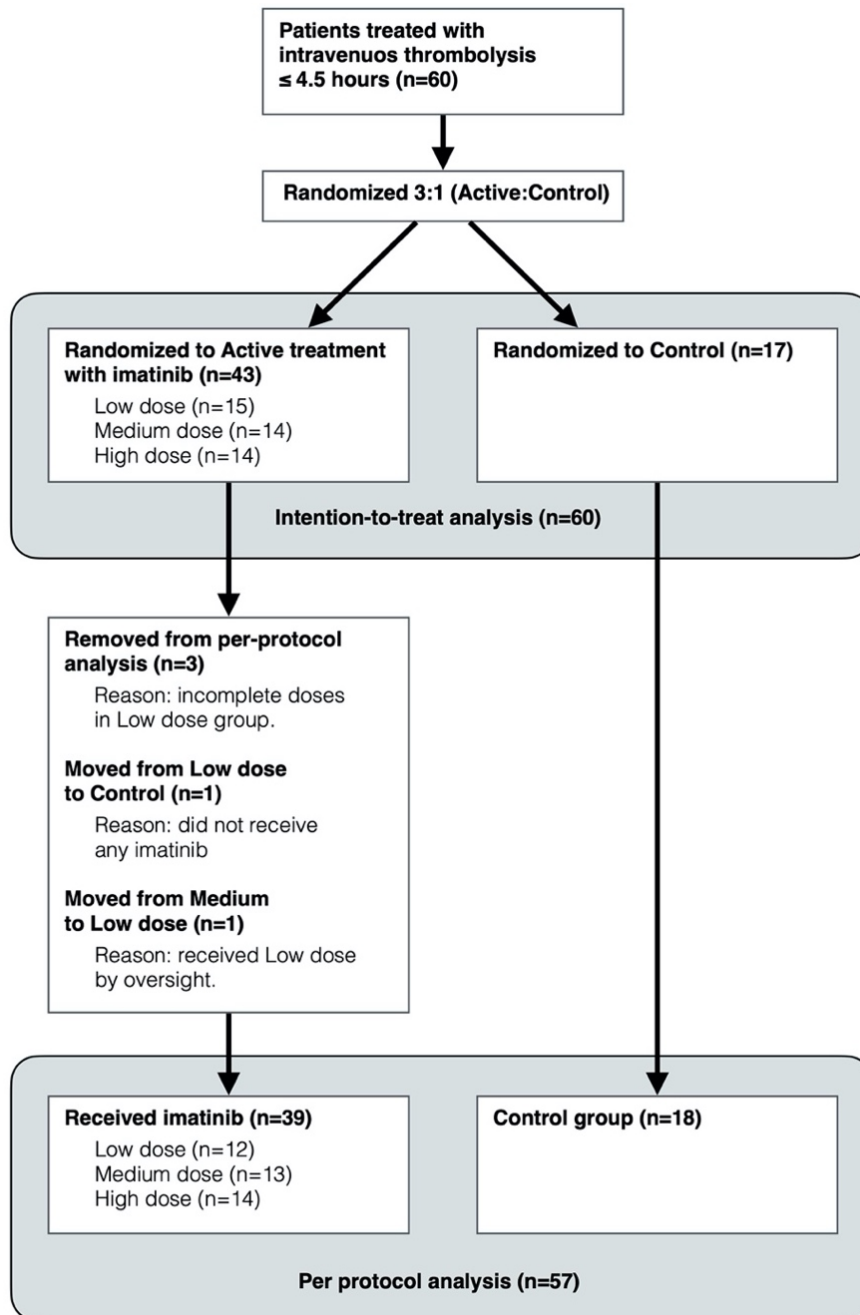 Patients treated with
intravenuos thrombolysis
≤ 4.5 hours (n=60)
Randomized 3:1 (Active:Control)
Randomized to Active treatment
with imatinib (n=43)
Low dose (n=15)
Medium dose (n=14)
High dose (n=14)
Randomized to Control (n=17)
Intention-to-treat analysis (n=60)
Removed from per-protocol
analysis (n=3)
Reason: incomplete doses
in Low dose group.
Moved from Low dose
to Control (n=1)
Reason: did not receive
any imatinib
Moved from Medium
to Low dose (n=1)
Reason: received Low dose
by oversight.
Received imatinib (n=39)
Low dose (n=12)
Medium dose (n=13)
High dose (n=14)
Control group (n=18)
Per protocol analysis (n=57)